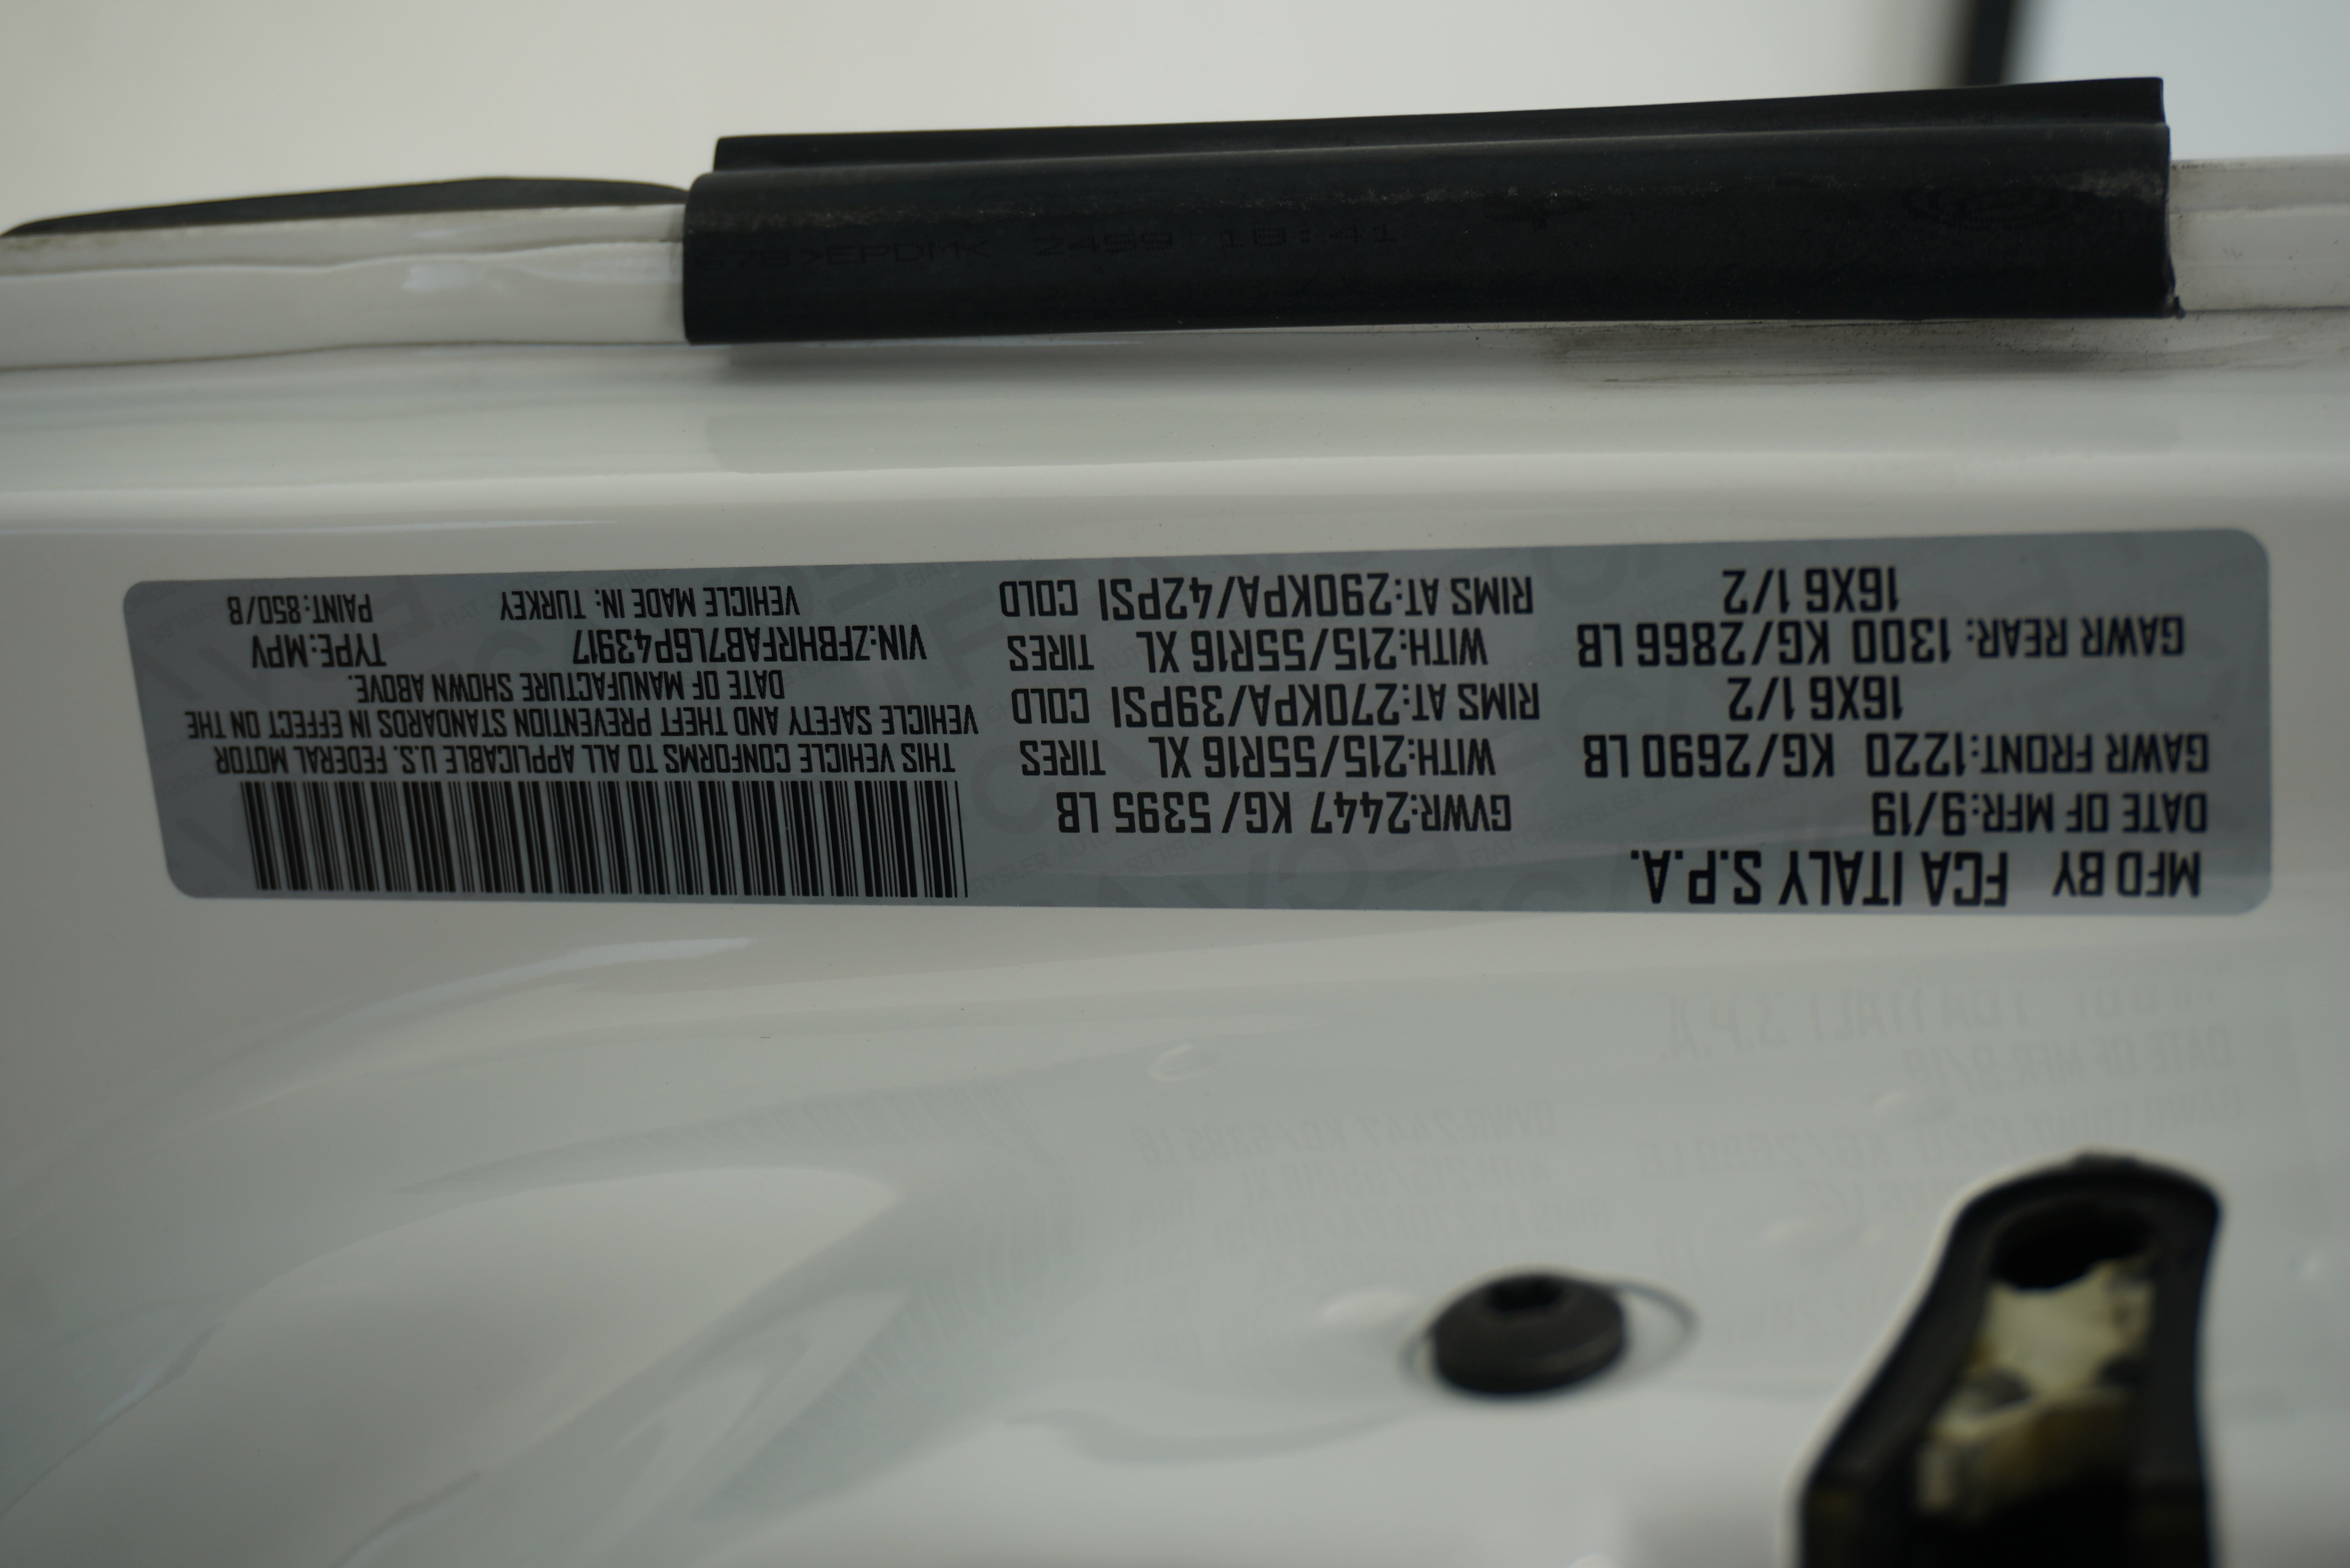 MFD BY FCA ITALY S.P.A.
DATE OF MFR:9/19 GVWR:2447 KG/ 5395 LB
GAWR FRONT:1220 KG/2690 LB WITH:215/55R16 XL TIRES
16X6 1/2 RIMS AT:270KPA/39PSI COLD
GAWR REAR: 1300 KG/2866 LB WITH:215/55R16 XL TIRES
16X6 1/2 RIMS AT:290KPA/42PSI COLD
THIS VEHICLE CONFORMS TO ALL APPLICABLE U.S. FEDERAL MOTOR
VEHICLE SAFETY AND THEFT PREVENTION STANDARDS IN EFFECT ON THE
DATE OF MANUFACTURE SHOWN ABOVE.
VIN:ZFBHRFAB7L6P43917 TYPE:MPV
VEHICLE MADE IN: TURKEY PAINT:850/B
>EPDM< 2459 18:41